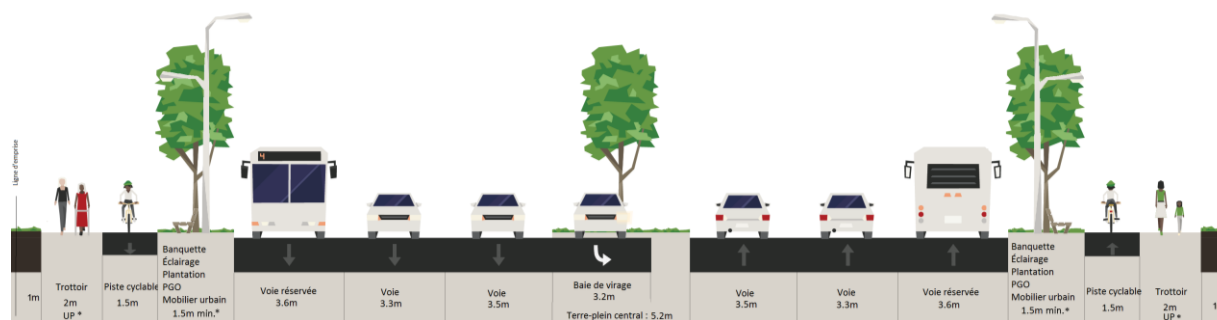 Ligne d'emprise
1m
Trottoir
2m
UP *
Piste cyclable
1.5m
Banquette
Éclairage
Plantation
PGO
Mobilier urbain
1.5m min.*
4
Voie réservée
3.6m
Voie
3.3m
Voie
3.5m
Baie de virage
3.2m
Terre-plein central : 5.2m
Voie
3.5m
Voie
3.3m
Voie réservée
3.6m
Banquette
Éclairage
Plantation
PGO
Mobilier urbain
1.5m min.*
Piste cyclable
1.5m
Trottoir
2m
UP *